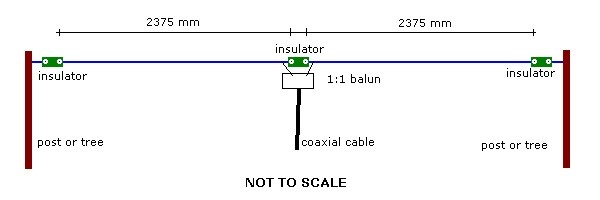 2375 mm
2375 mm
insulator
insulator
insulator
1:1 balun
post or tree
coaxial cable
post or tree
NOT TO SCALE